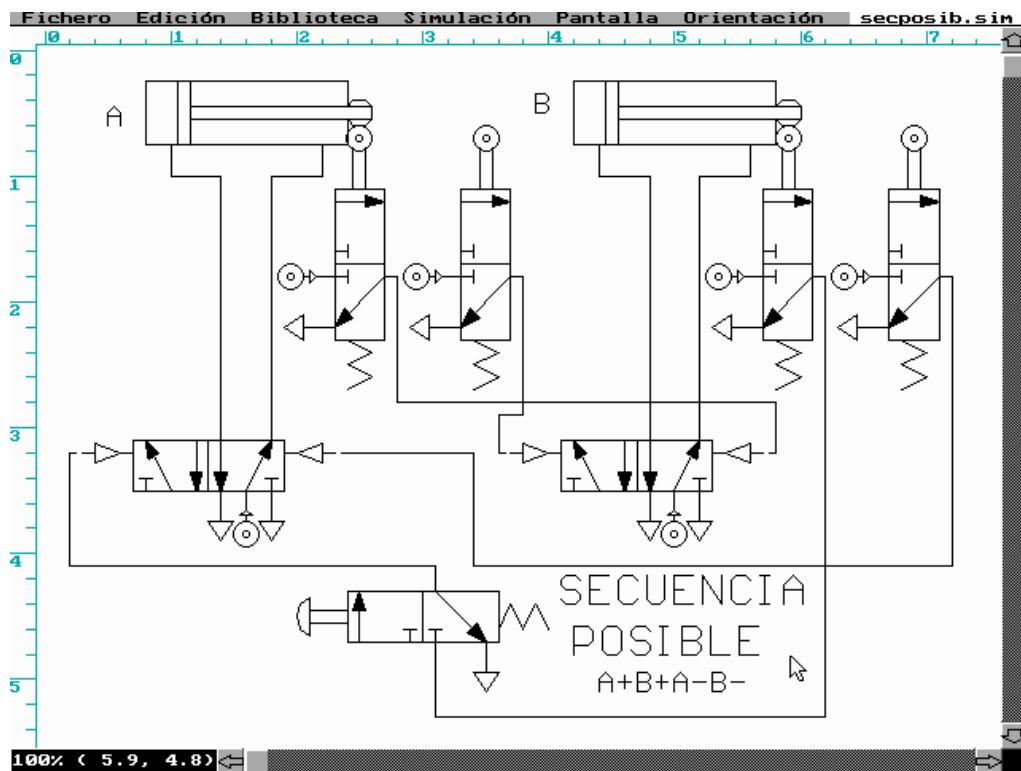 Fichero Edición Biblioteca Simulación Pantalla Orientación secposib.sim
0 1 2 3 4 5 6 7
0
A B
1
2
3
4
SECUENCIA
POSIBLE
A+B+A-B-
5
100% ( 5.9, 4.8)